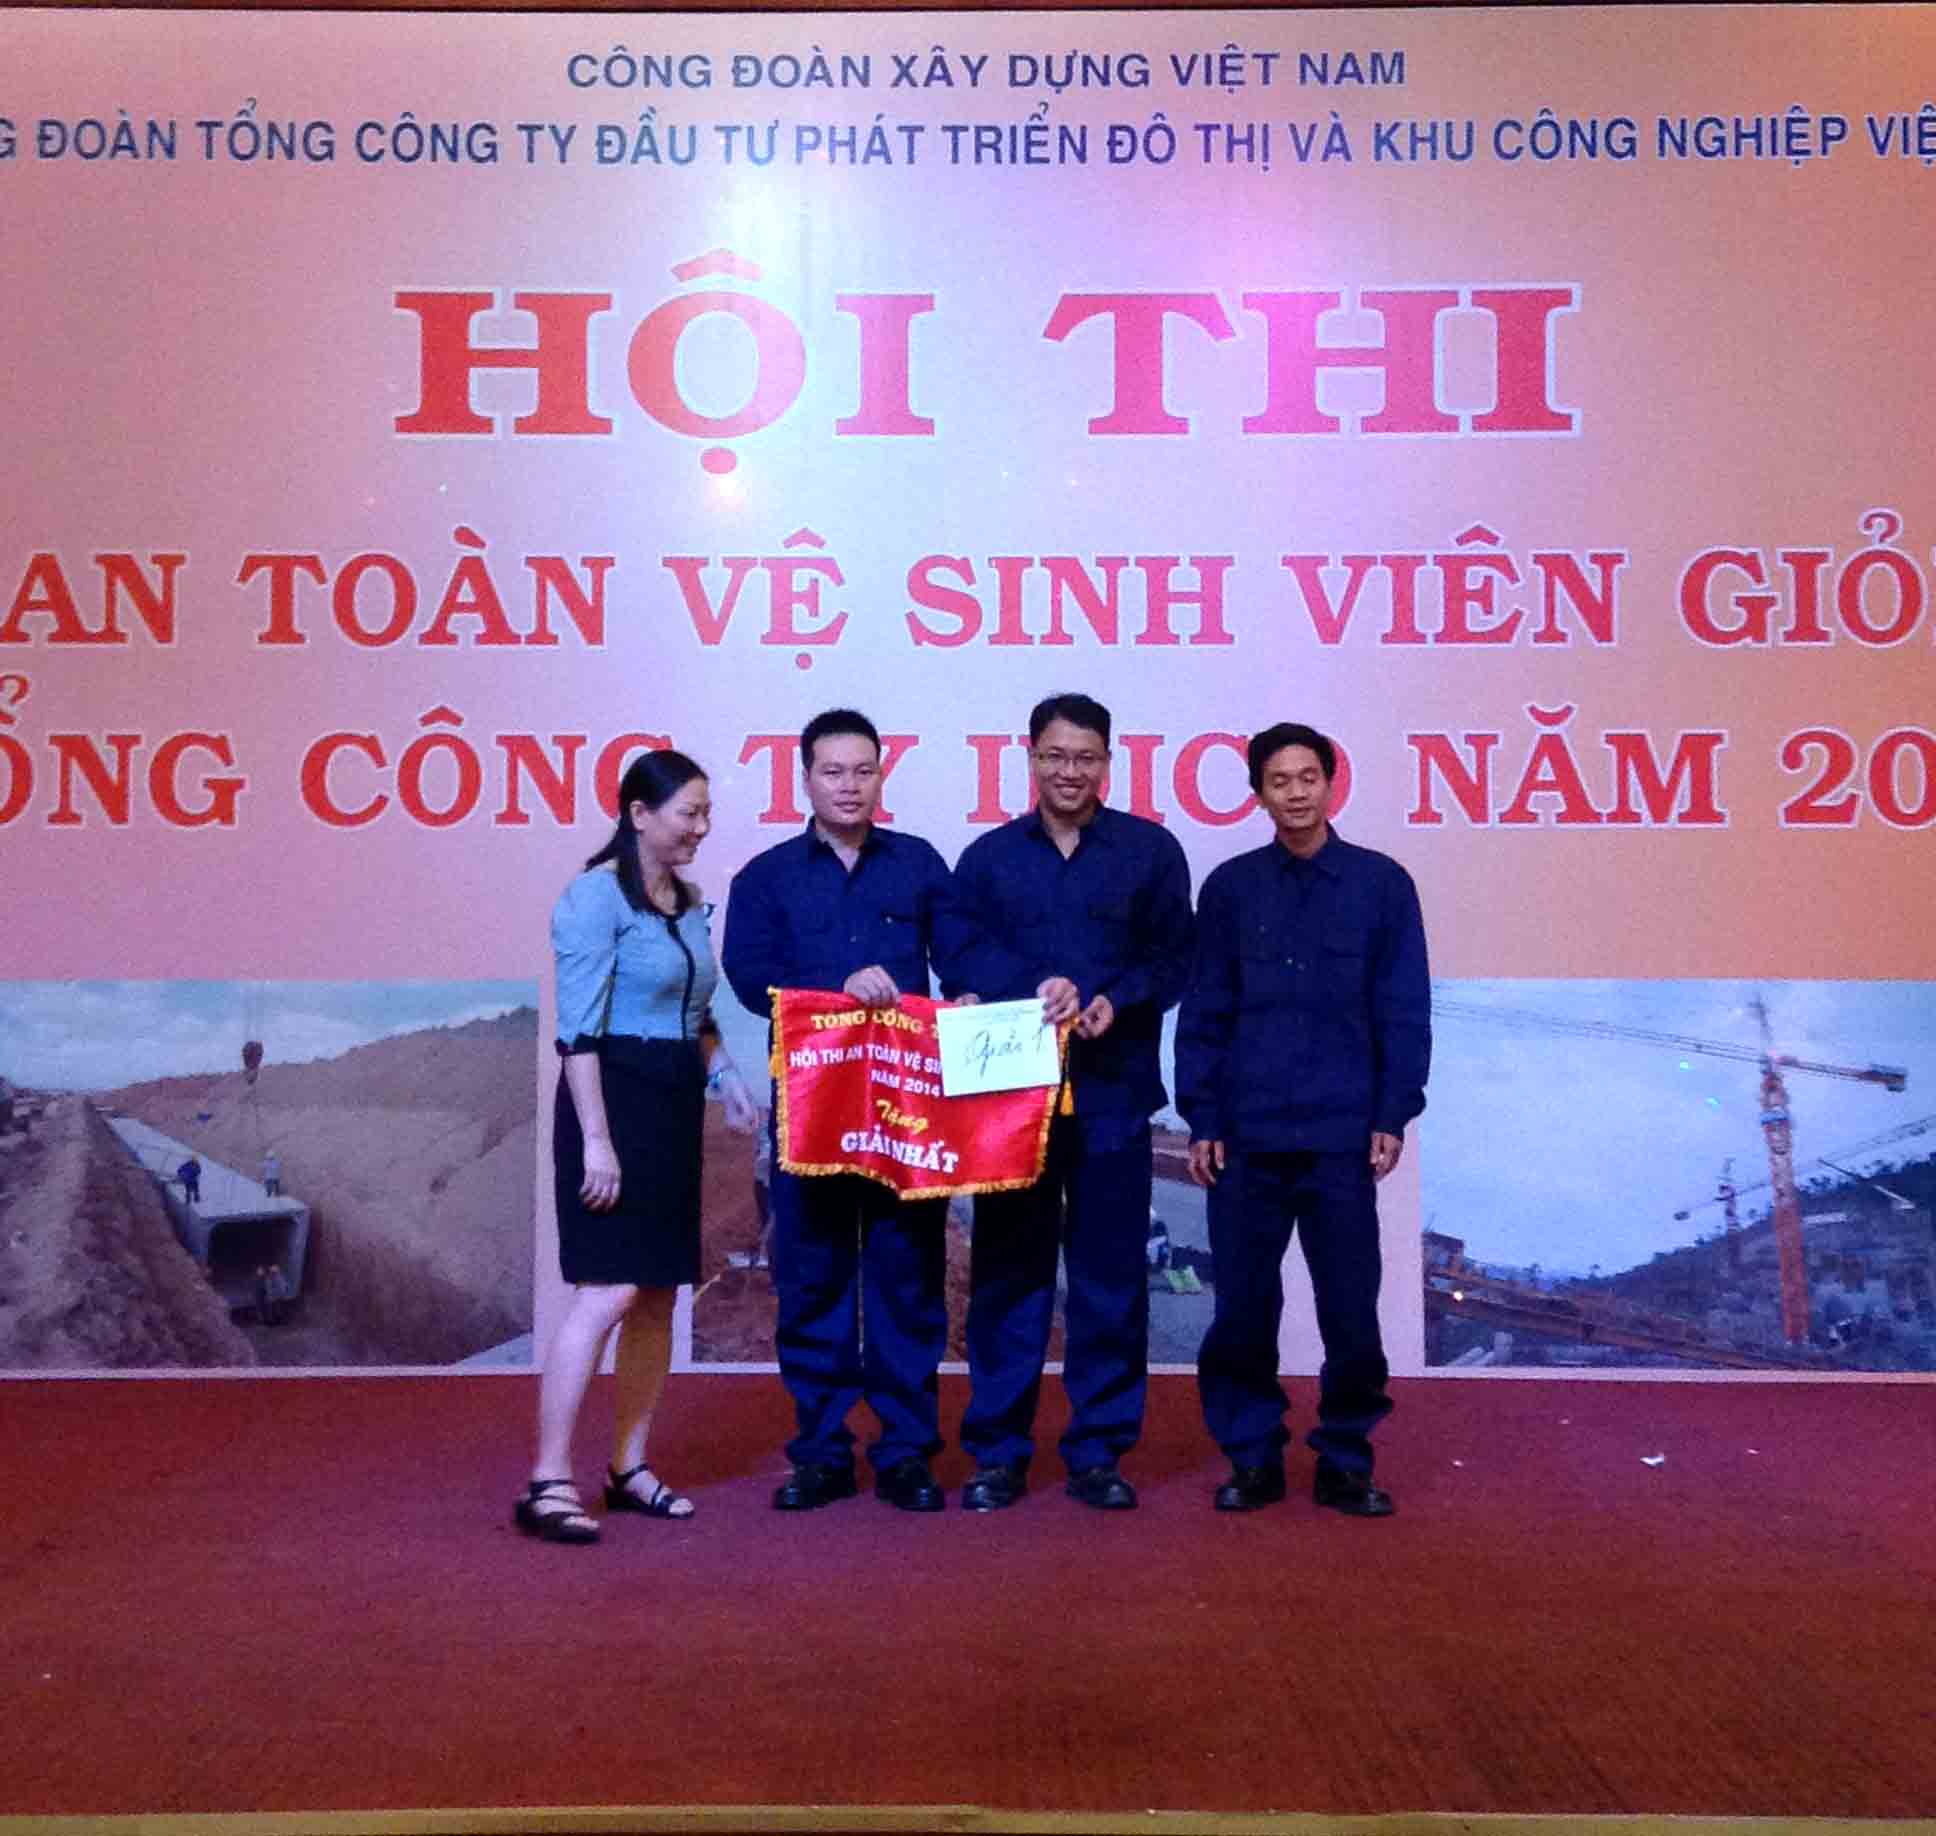 CÔNG ĐOÀN XÂY DỰNG VIỆT NAM
G ĐOÀN TỔNG CÔNG TY ĐẦU TƯ PHÁT TRIỂN ĐÔ THỊ VÀ KHU CÔNG NGHIỆP VIỆ
HỘI THI
AN TOÀN VỆ SINH VIÊN GIỎI
ỔNG CÔNG TY IDICO NĂM 20
TỔNG CÔNG T
HỘI THI AN TOÀN VỆ SI
NĂM 2014
Tặng
GIẢI NHẤT
Giải 1